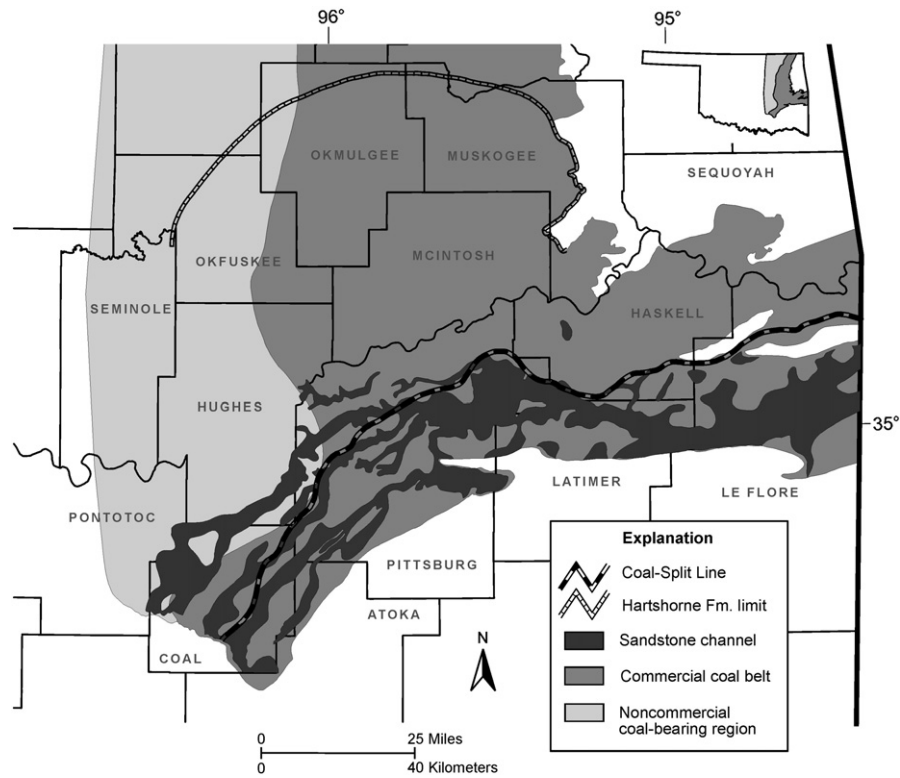 96°
95°
OKMULGEE
MUSKOGEE
SEQUOYAH
OKFUSKEE
MCINTOSH
SEMINOLE
HASKELL
HUGHES
35°
LATIMER
LE FLORE
PONTOTOC
PITTSBURG
ATOKA
COAL
N
Explanation
Coal-Split Line
Hartshorne Fm. limit
Sandstone channel
Commercial coal belt
Noncommercial
coal-bearing region
0 25 Miles
0 40 Kilometers